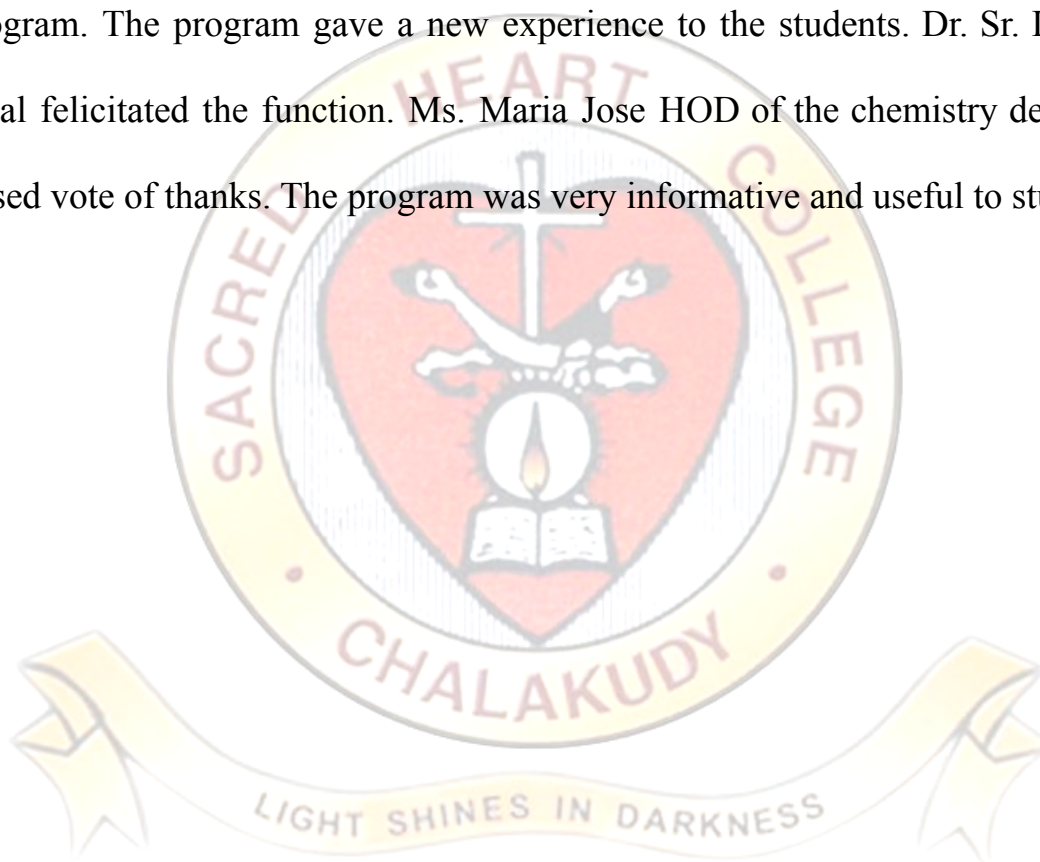 ogram. The program gave a new experience to the students. Dr. Sr. I
al felicitated the function. Ms. Maria Jose HOD of the chemistry de
sed vote of thanks. The program was very informative and useful to stu
SACRED HEART COLLEGE
CHALAKUDY
LIGHT SHINES IN DARKNESS